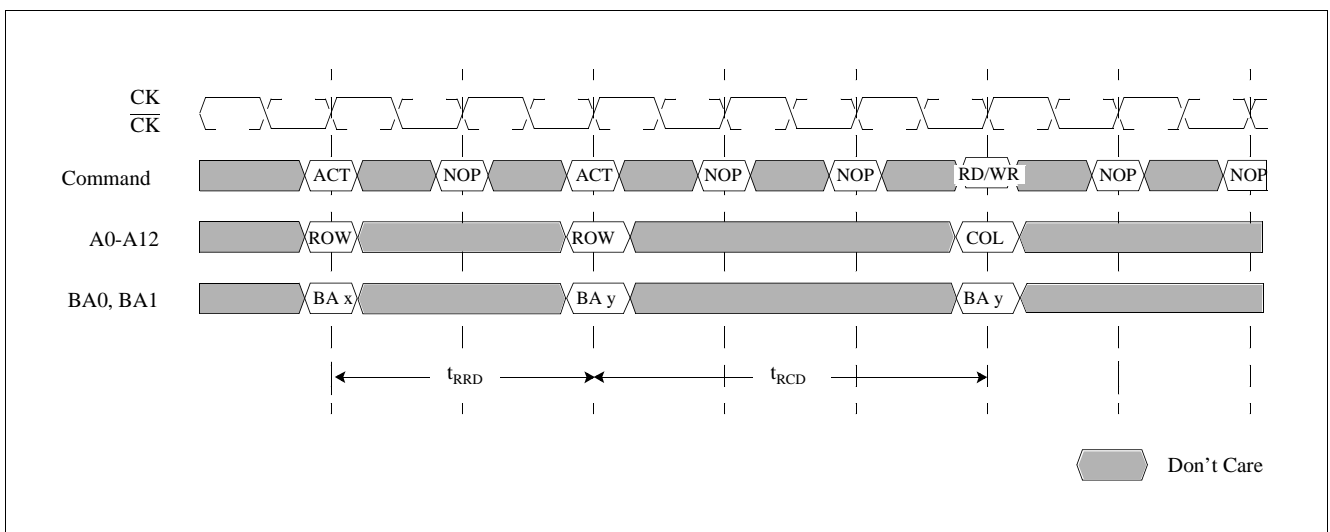 CK
CK
Command ACT NOP ACT NOP NOP RD/WR NOP NOP
A0-A12 ROW ROW COL
BA0, BA1 BA x BA y BA y
tRRD tRCD
Don't Care